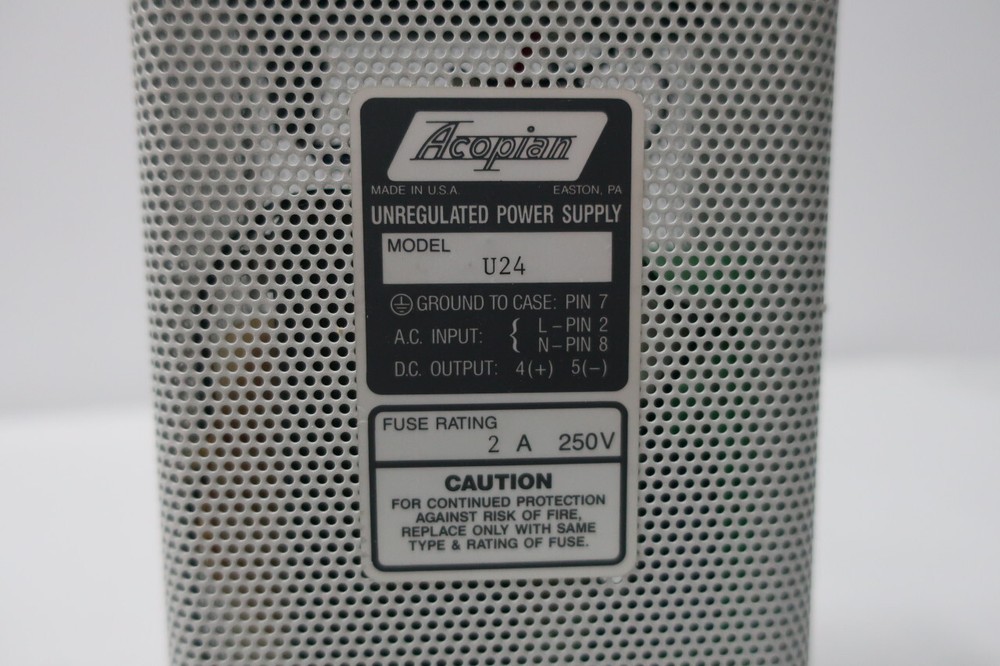 Acopian
MADE IN U.S.A. EASTON, PA
UNREGULATED POWER SUPPLY
MODEL
U24
GROUND TO CASE: PIN 7
A.C. INPUT: { L-PIN 2
N-PIN 8
D.C. OUTPUT: 4(+) 5(-)
FUSE RATING
2 A 250V
CAUTION
FOR CONTINUED PROTECTION
AGAINST RISK OF FIRE,
REPLACE ONLY WITH SAME
TYPE & RATING OF FUSE.